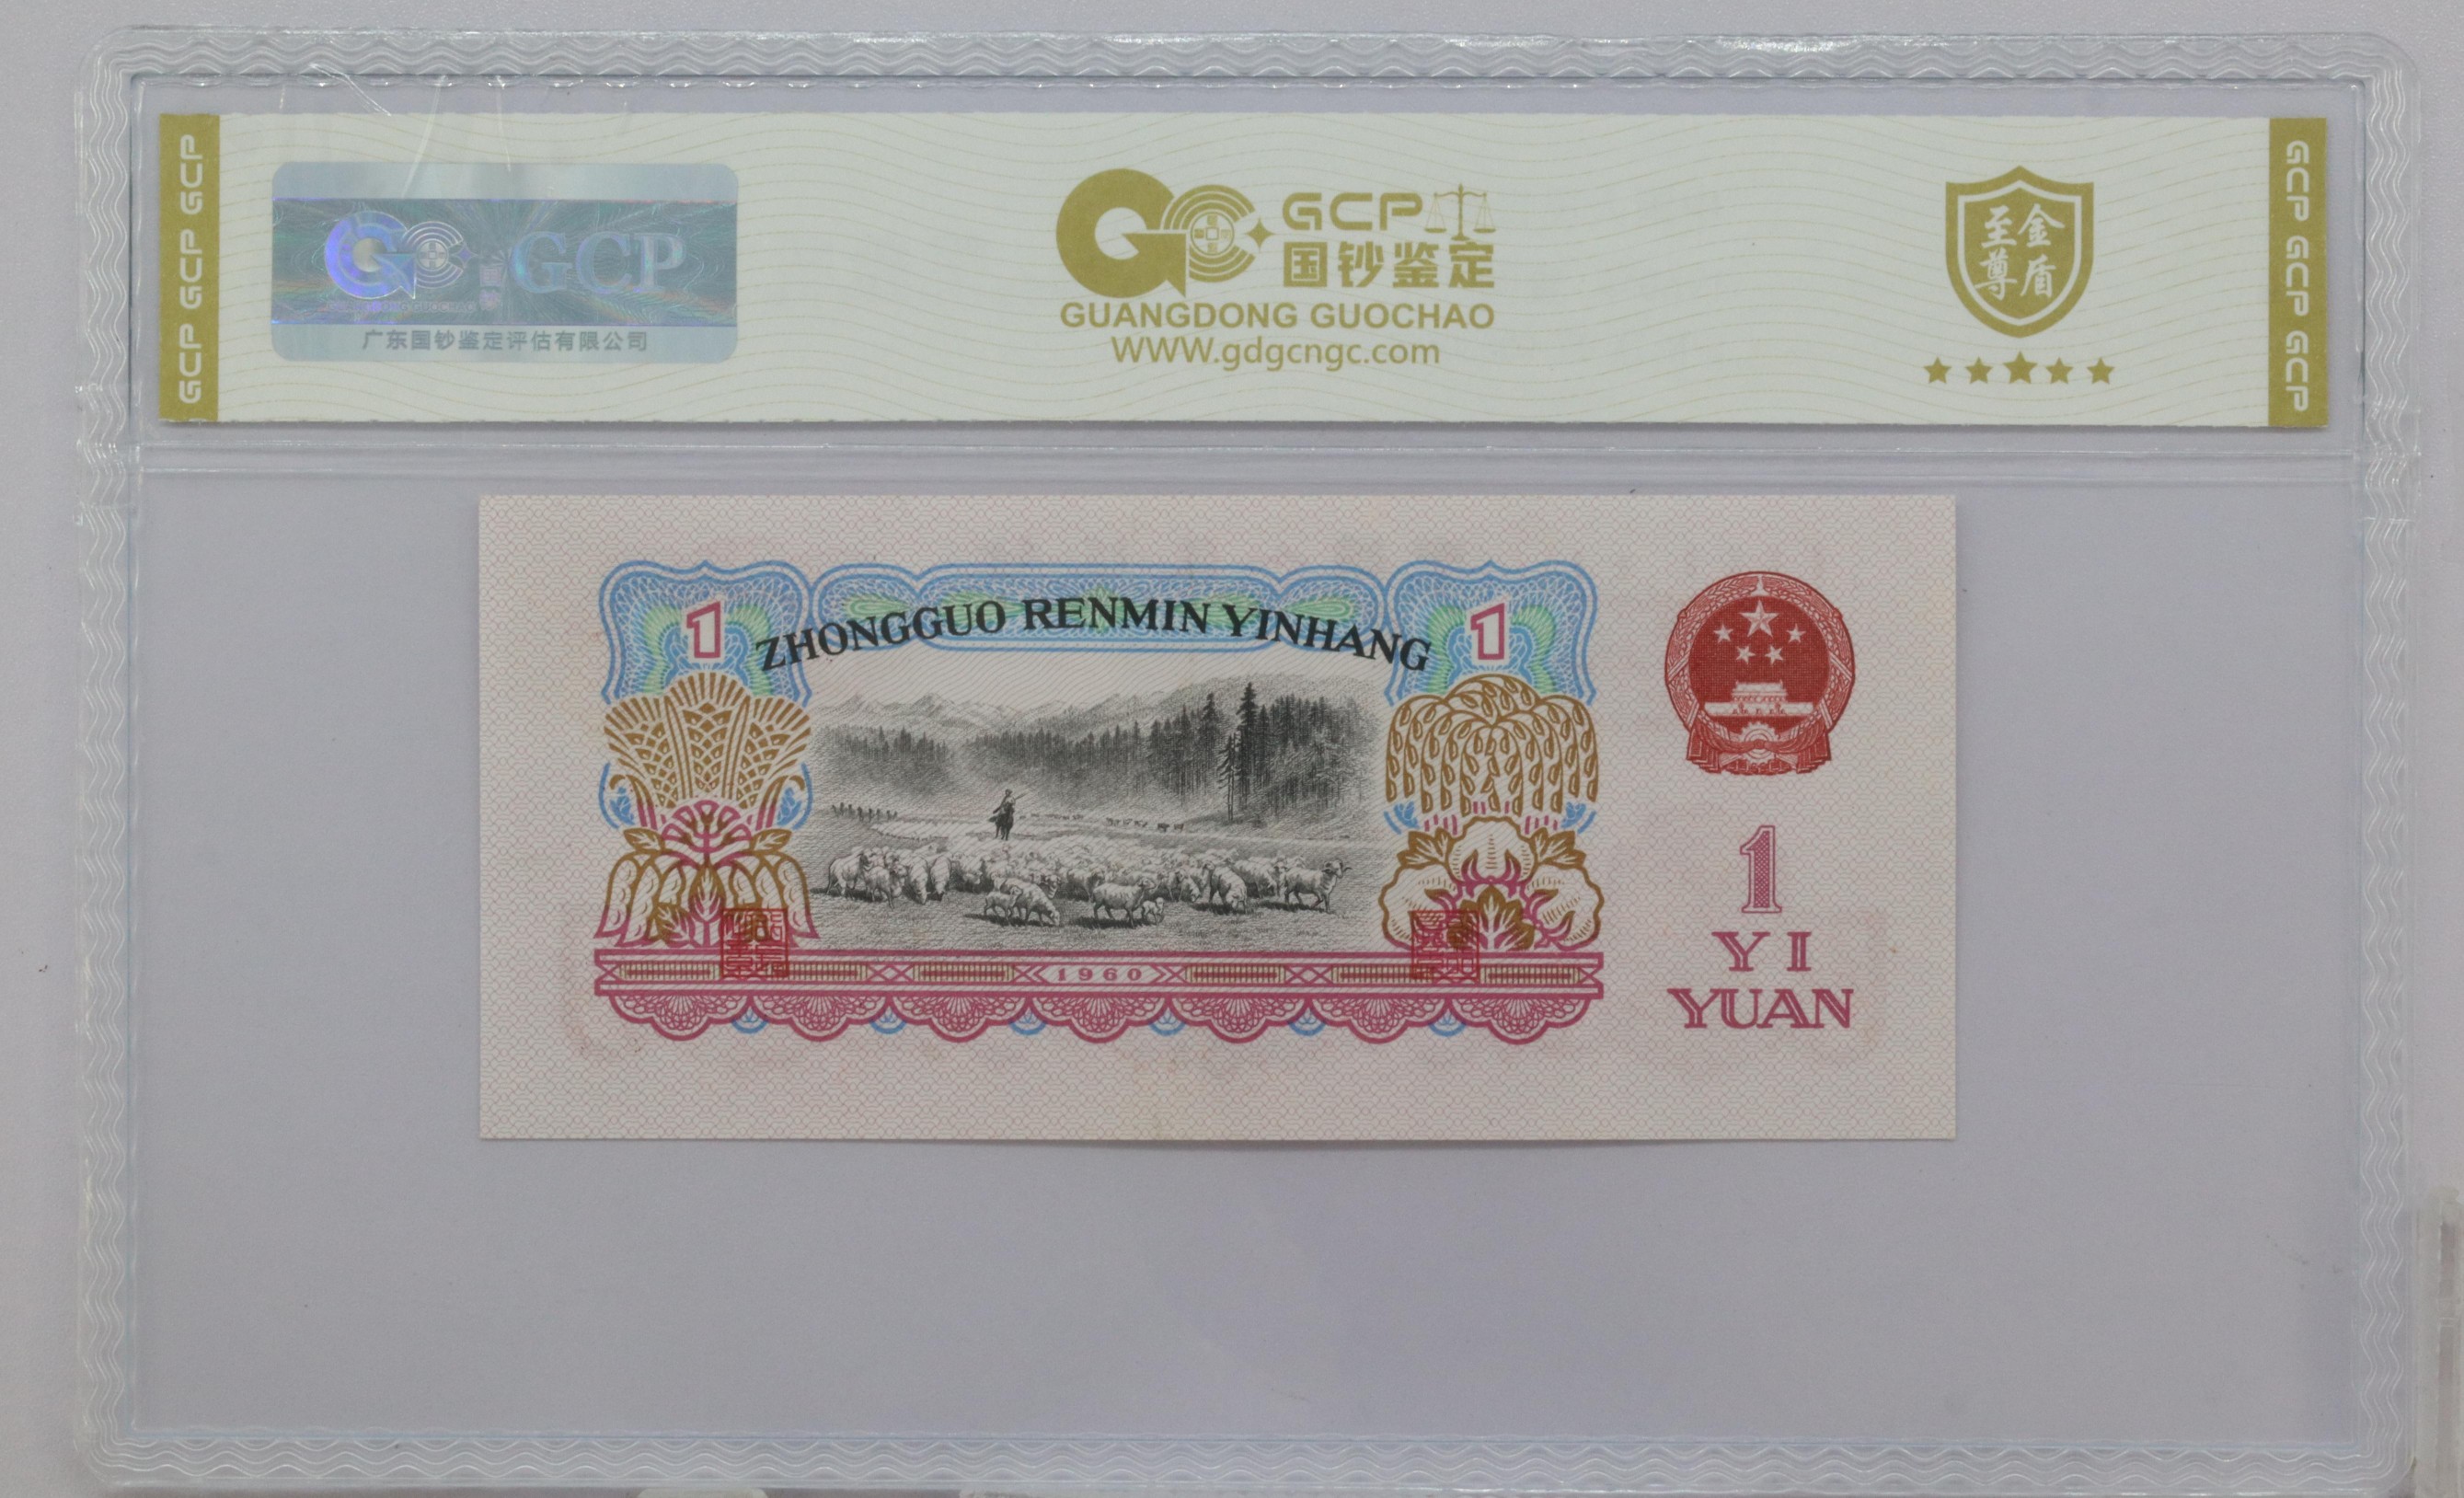 GCP GCP GCP
GCP
GUANGDONG GUOCHAO
广东国钞鉴定评估有限公司
GCP
国钞鉴定
GUANGDONG GUOCHAO
WWW.gdgcngc.com
至金
尊盾
GCP GCP GCP
ZHONGGUO RENMIN YINHANG
1
1
1
YI
YUAN
1960